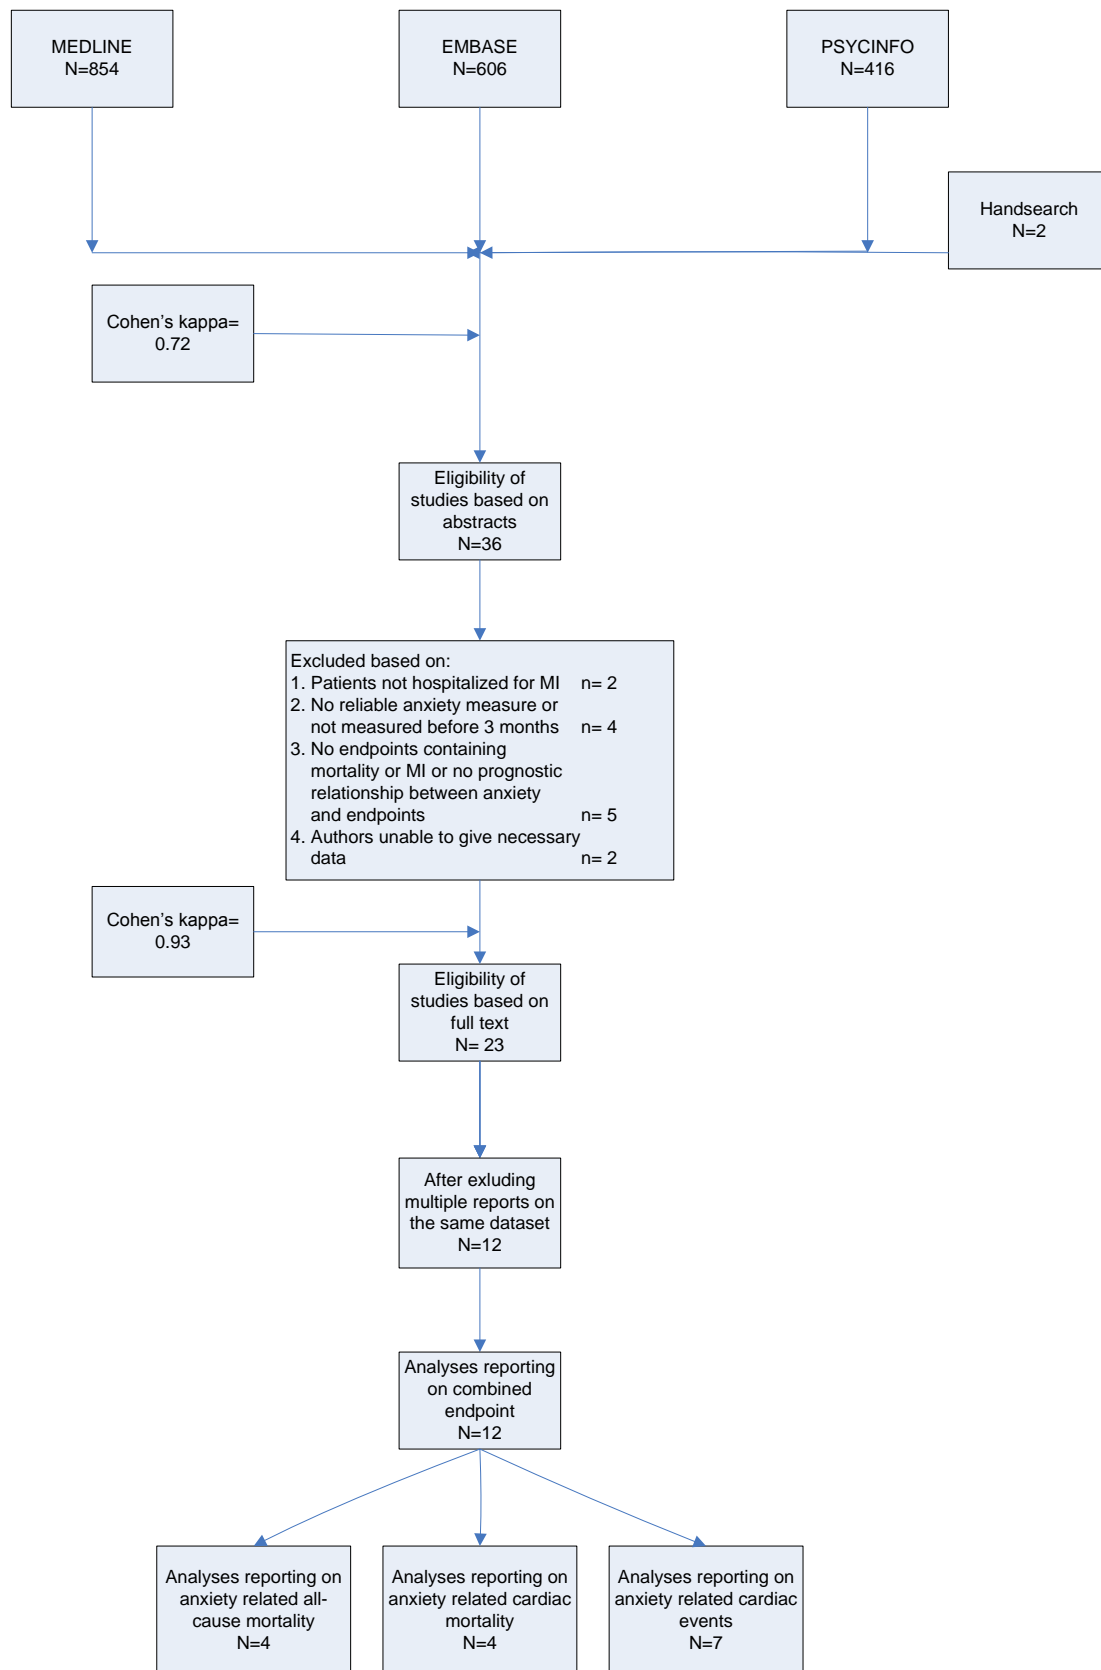 MEDLINE
N=854
EMBASE
N=606
PSYCINFO
N=416
Handsearch
N=2
Cohen's kappa=
0.72
Eligibility of
studies based on
abstracts
N=36
Excluded based on:
1. Patients not hospitalized for MI n= 2
2. No reliable anxiety measure or
not measured before 3 months n= 4
3. No endpoints containing
mortality or MI or no prognostic
relationship between anxiety
and endpoints n= 5
4. Authors unable to give necessary
data n= 2
Cohen's kappa=
0.93
Eligibility of
studies based on
full text
N= 23
After exluding
multiple reports on
the same dataset
N=12
Analyses reporting
on combined
endpoint
N=12
Analyses reporting on
anxiety related all-
cause mortality
N=4
Analyses reporting on
anxiety related cardiac
mortality
N=4
Analyses reporting on
anxiety related cardiac
events
N=7